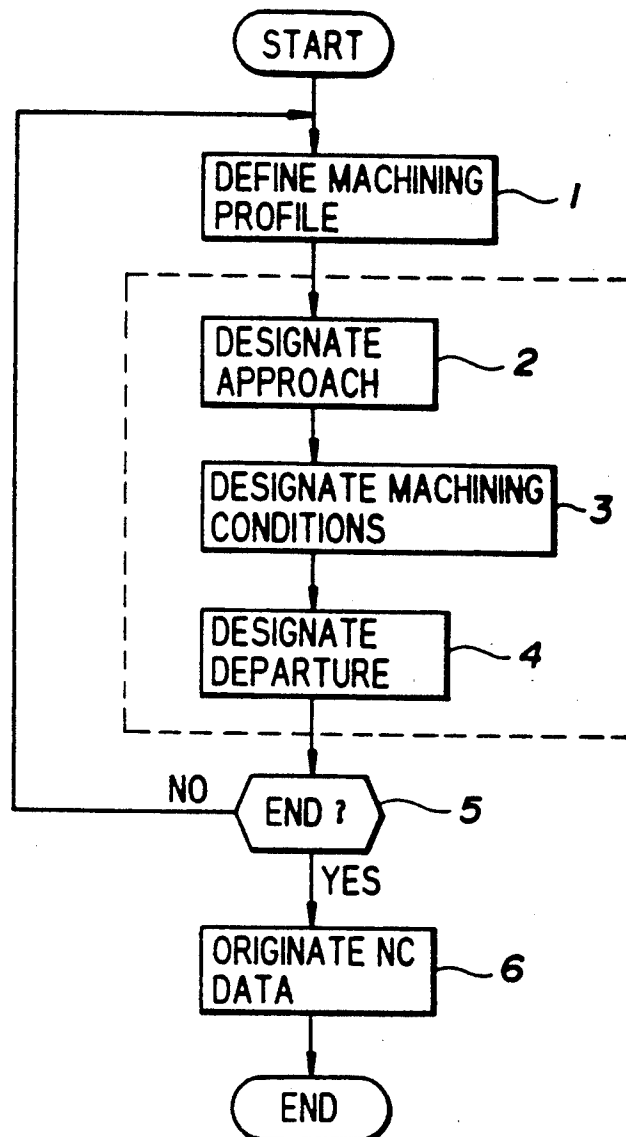 START
DEFINE MACHINING
PROFILE
1
DESIGNATE
APPROACH
2
DESIGNATE MACHINING
CONDITIONS
3
DESIGNATE
DEPARTURE
4
NO
END ?
5
YES
ORIGINATE NC
DATA
6
END